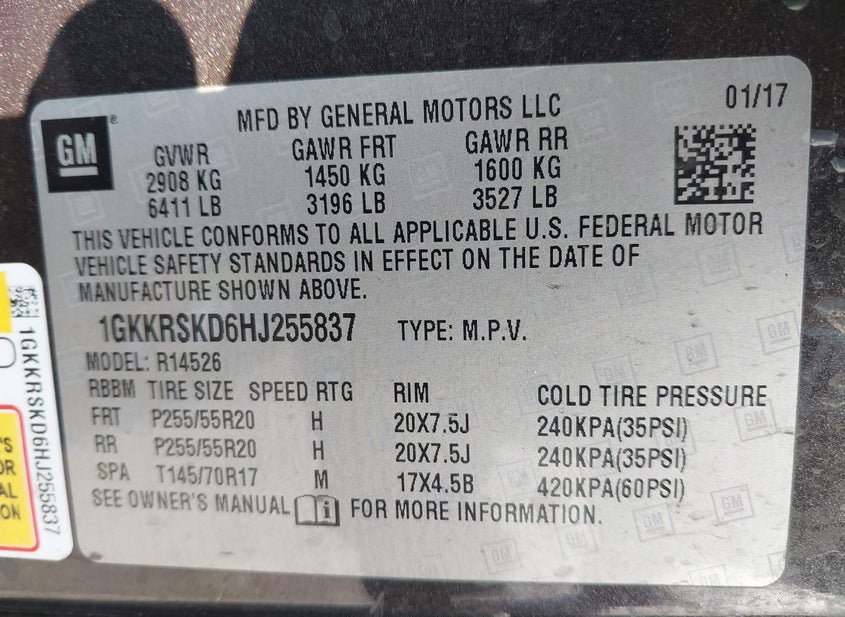 GM
MFD BY GENERAL MOTORS LLC
01/17
GVWR GAWR FRT GAWR RR
2908 KG 1450 KG 1600 KG
6411 LB 3196 LB 3527 LB
THIS VEHICLE CONFORMS TO ALL APPLICABLE U.S. FEDERAL MOTOR
VEHICLE SAFETY STANDARDS IN EFFECT ON THE DATE OF
MANUFACTURE SHOWN ABOVE.
1GKKRSKD6HJ255837 TYPE: M.P.V.
MODEL: R14526
RBBM TIRE SIZE SPEED RTG RIM COLD TIRE PRESSURE
FRT P255/55R20 H 20X7.5J 240KPA(35PSI)
RR P255/55R20 H 20X7.5J 240KPA(35PSI)
SPA T145/70R17 M 17X4.5B 420KPA(60PSI)
SEE OWNER'S MANUAL i FOR MORE INFORMATION.
1GKKRSKD6HJ255837
'S
OR
AL
ON